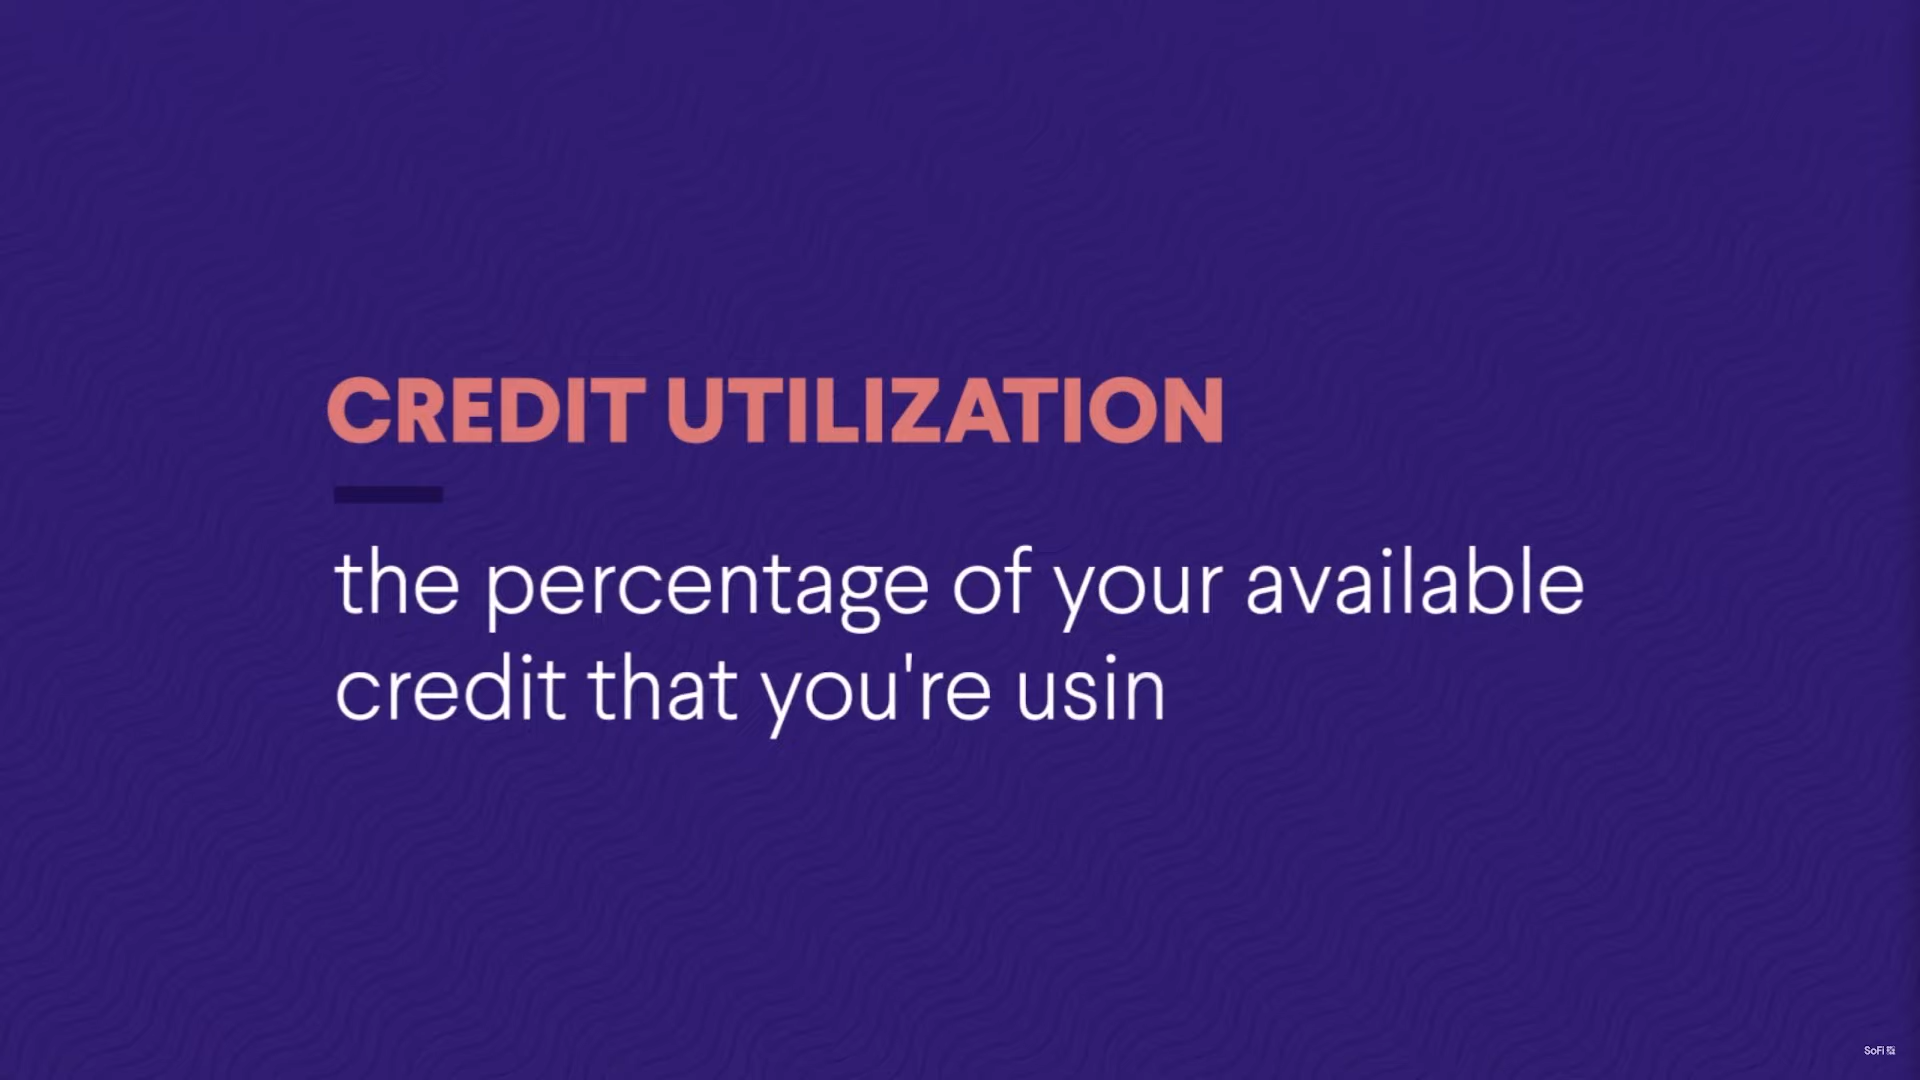 CREDIT UTILIZATION
the percentage of your available
credit that you're usin
SoFi